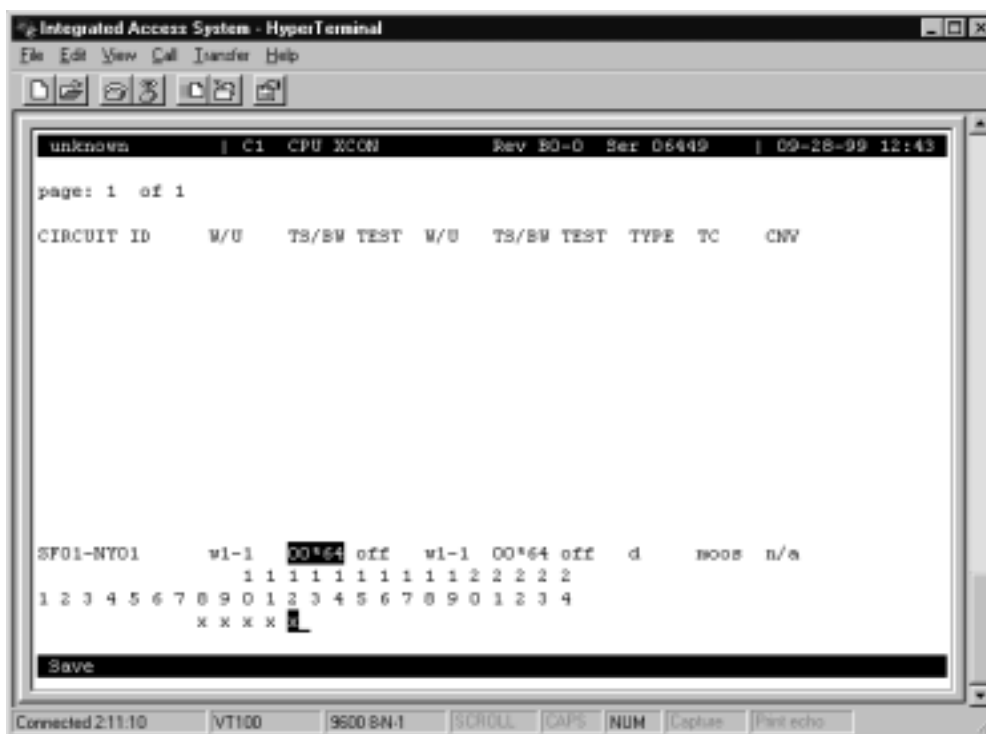 Integrated Access System - HyperTerminal
File Edit View Call Transfer Help
unknown | C1 CPU XCON Rev B0-0 Ser 06449 | 09-28-99 12:43
page: 1 of 1
CIRCUIT ID W/U TS/BW TEST W/U TS/BW TEST TYPE TC CNV
SF01-NY01 w1-1 00*64 off w1-1 00*64 off d moos n/a
1 1 1 1 1 1 1 1 1 1 2 2 2 2 2
1 2 3 4 5 6 7 8 9 0 1 2 3 4 5 6 7 8 9 0 1 2 3 4
x x x x x_
Save
Connected 2:11:10 VT100 9600 8-N-1 SCROLL CAPS NUM Capture Print echo